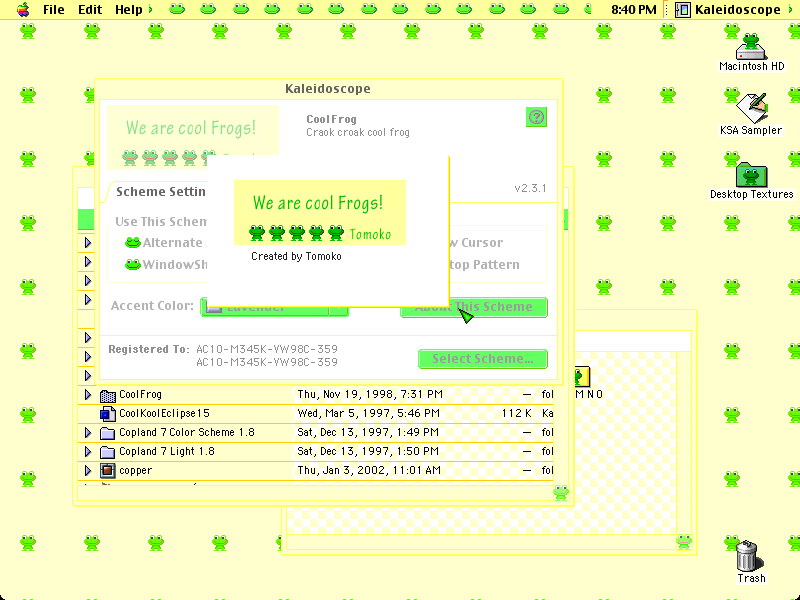 File Edit Help 8:40 PM Kaleidoscope
Macintosh HD
KSA Sampler
Desktop Textures
Kaleidoscope
We are cool Frogs!
CoolFrog
Craok croak cool frog
?
v2.3.1
Scheme Settin
Use This Schem
Alternate
WindowSh
w Cursor
top Pattern
We are cool Frogs!
Tomoko
Created by Tomoko
Accent Color:
Lavender
About This Scheme
Registered To: AC10-M345K-VW98C-359
AC10-M345K-VW98C-359
Select Scheme...
M N O
CoolFrog Thu, Nov 19, 1998, 7:31 PM — fol
CoolKoolEclipse15 Wed, Mar 5, 1997, 5:46 PM 112 K Ka
Copland 7 Color Scheme 1.8 Sat, Dec 13, 1997, 1:49 PM — fol
Copland 7 Light 1.8 Sat, Dec 13, 1997, 1:50 PM — fol
copper Thu, Jan 3, 2002, 11:01 AM — fol
Trash